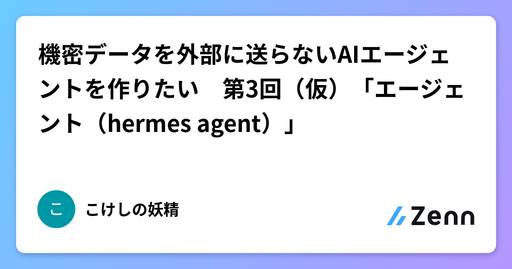 機密データを外部に送らないAIエージェ
ントを作りたい　第3回（仮）「エージェ
ント（hermes agent）」
こ
こけしの妖精
Zenn